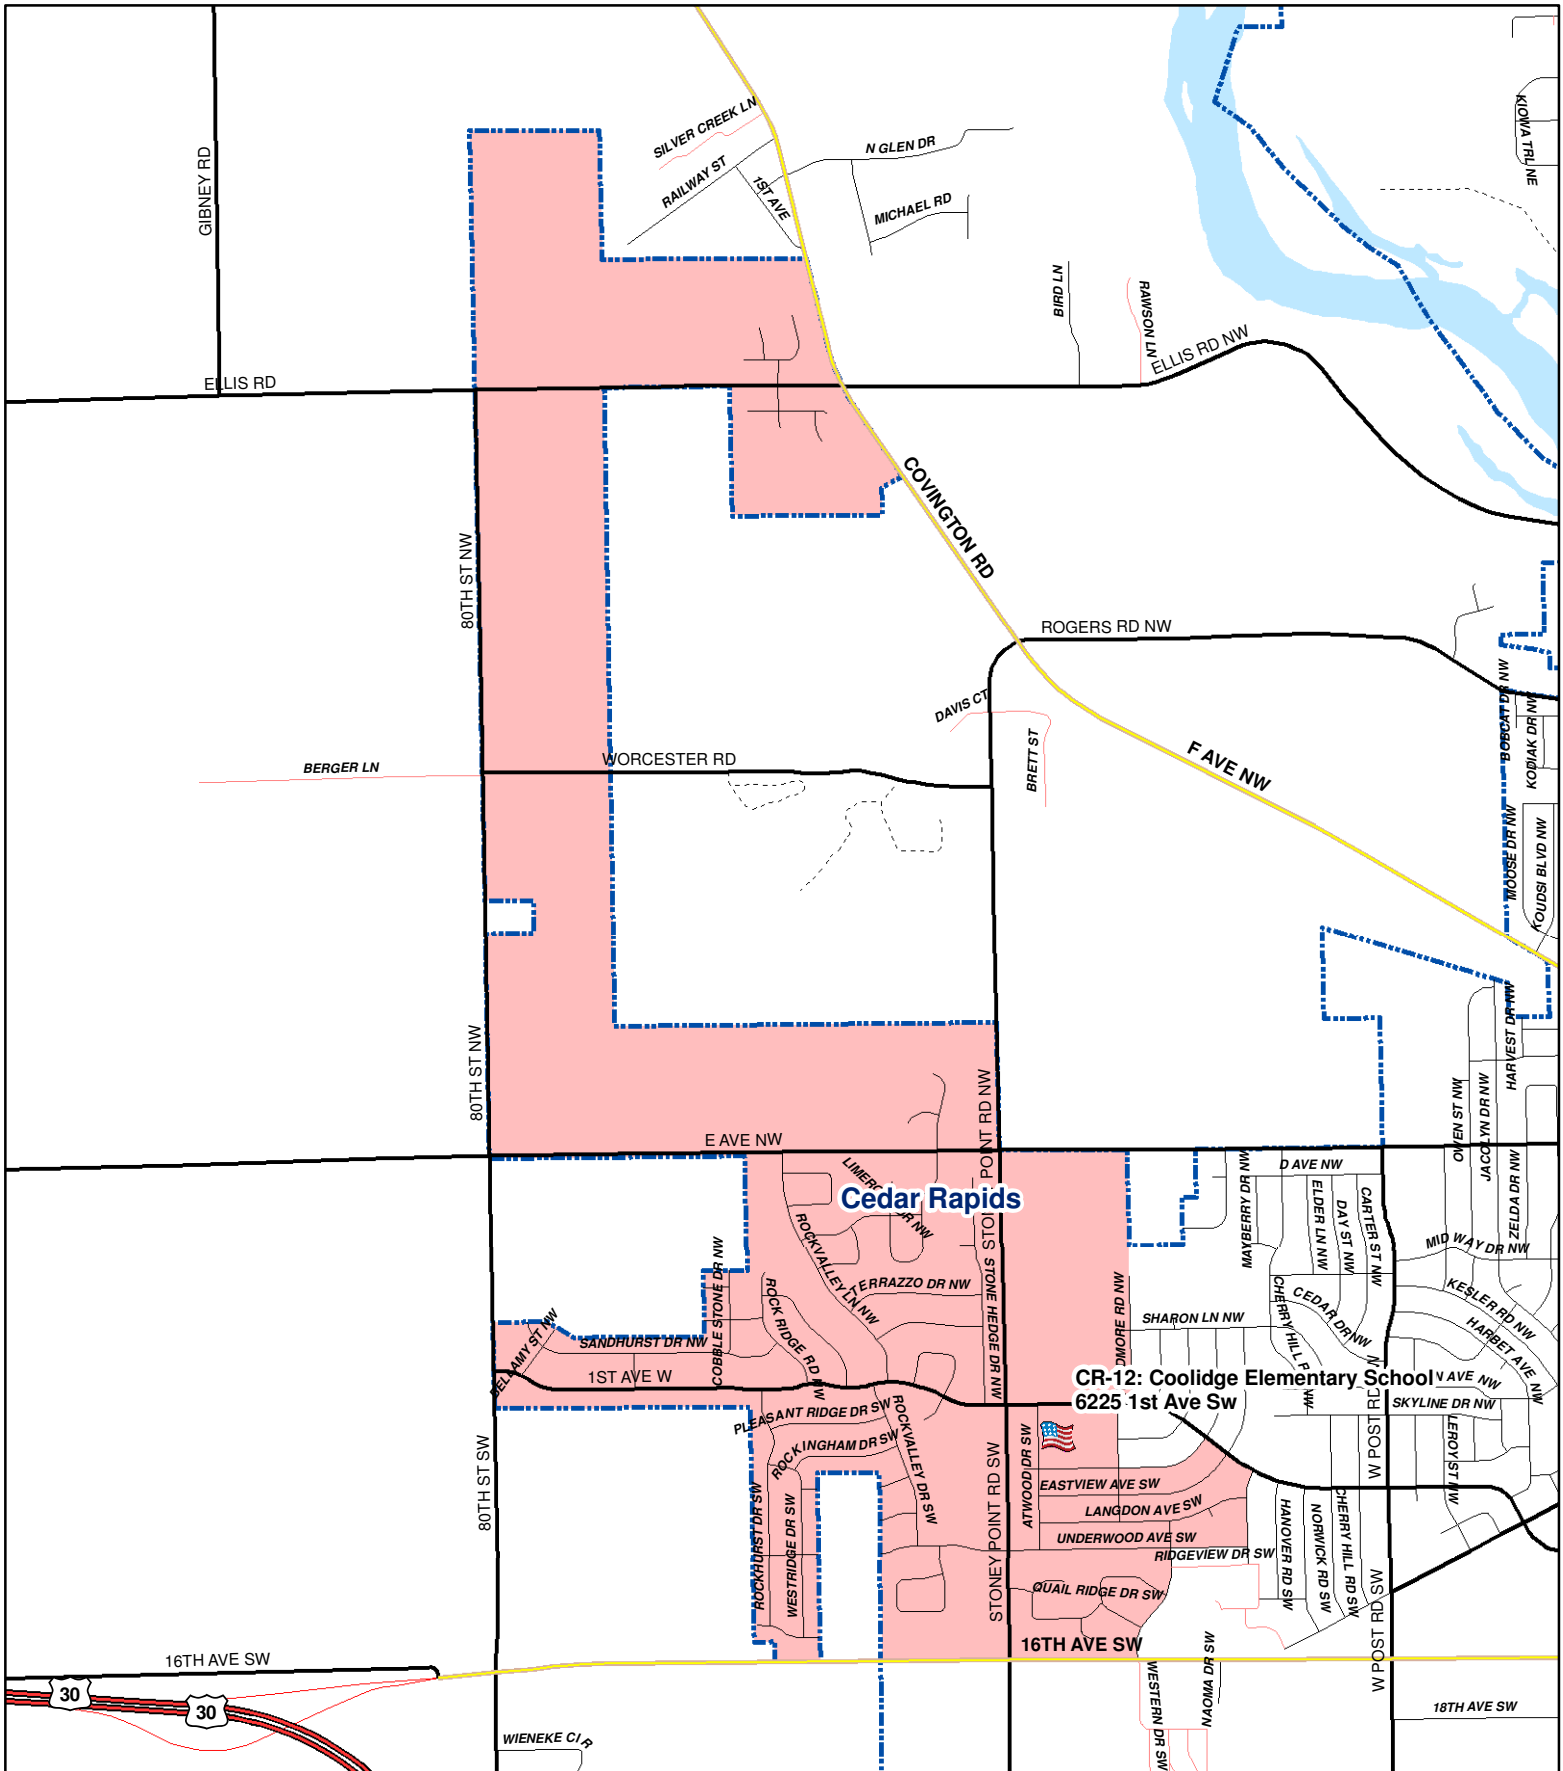 SILVER CREEK LN
KIOWA TRL NE
GIBNEY RD
N GLEN DR
RAILWAY ST
1ST AVE
MICHAEL RD
BIRD LN
RAWSON LN
ELLIS RD NW
ELLIS RD
COVINGTON RD
80TH ST NW
ROGERS RD NW
DAVIS CT
BOBCAT DR NW
KODIAK DR NW
BRETT ST
WORCESTER RD
BERGER LN
F AVE NW
MOOSE DR NW
KOUDSI BLVD NW
HARVEST DR NW
80TH ST NW
STONEY POINT RD NW
OWEN ST NW
JACOLYN DR NW
ZELDA DR NW
E AVE NW
D AVE NW
MAYBERRY DR NW
ELDER LN NW
DAY ST NW
CARTER ST NW
Cedar Rapids
ROCKVALLEY LN NW
MID WAY DR NW
COBBLE STONE DR NW
TERRAZZO DR NW
ROCK RIDGE RD NW
STONE HEDGE DR NW
SHARON LN NW
CEDAR DR NW
KESLER RD NW
HARBET AVE NW
BELLAMY ST NW
SANDHURST DR NW
1ST AVE W
CR-12: Coolidge Elementary School
6225 1st Ave Sw
N AVE NW
SKYLINE DR NW
LEROY ST NW
PLEASANT RIDGE DR SW
ROCKINGHAM DR SW
ROCKVALLEY DR SW
ATWOOD DR SW
80TH ST SW
STONEY POINT RD SW
EASTVIEW AVE SW
LANGDON AVE SW
UNDERWOOD AVE SW
RIDGEVIEW DR SW
HANOVER RD SW
NORWICK RD SW
CHERRY HILL RD SW
ROCKHURST DR SW
WESTRIDGE DR SW
QUAIL RIDGE DR SW
W POST RD SW
16TH AVE SW
16TH AVE SW
30
30
WESTERN DR SW
NAOMA DR SW
18TH AVE SW
WIENEKE CIR